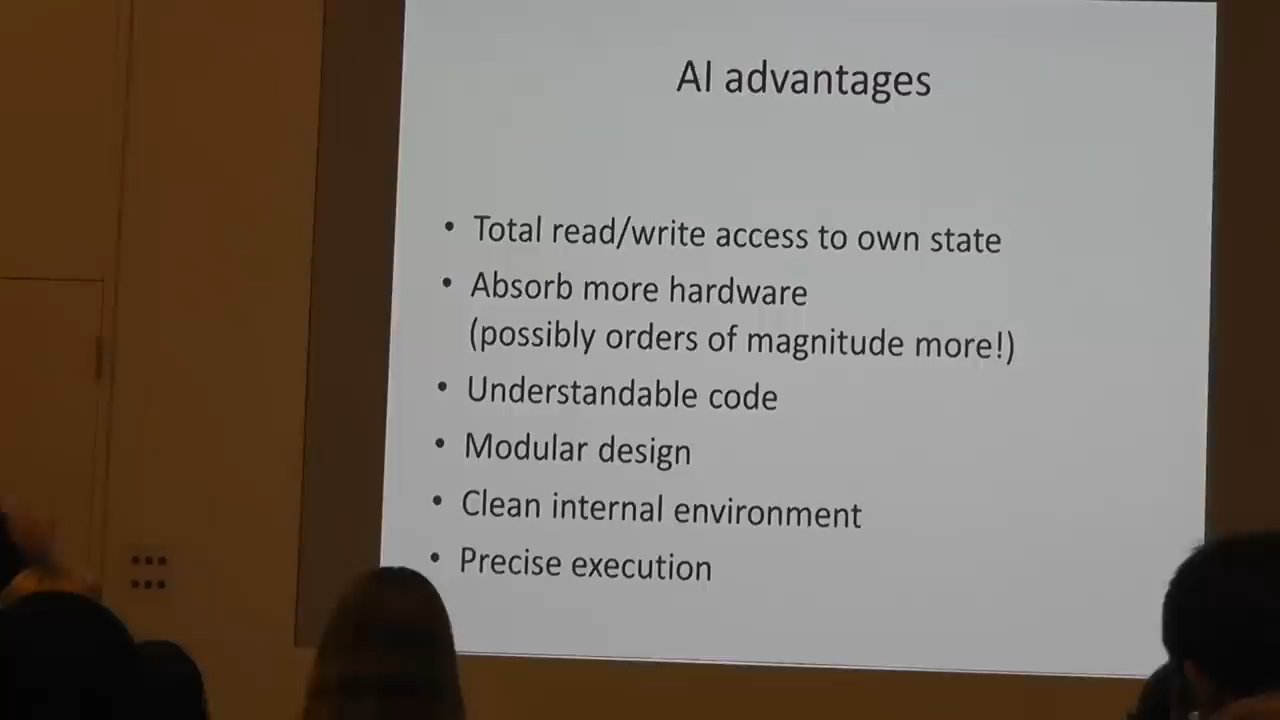 AI advantages
• Total read/write access to own state
• Absorb more hardware
(possibly orders of magnitude more!)
• Understandable code
• Modular design
• Clean internal environment
• Precise execution